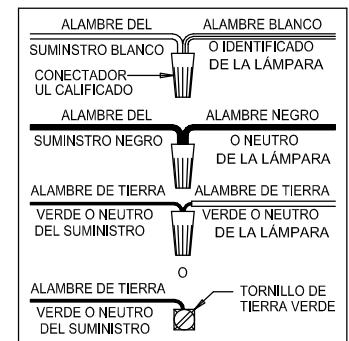 ALAMBRE DEL ALAMBRE BLANCO
SUMINSTRO BLANCO O IDENTIFICADO
DE LA LÁMPARA
CONECTADOR
UL CALIFICADO
ALAMBRE DEL ALAMBRE NEGRO
SUMINSTRO NEGRO O NEUTRO
DE LA LÁMPARA
ALAMBRE DE TIERRA ALAMBRE DE TIERRA
VERDE O NEUTRO VERDE O NEUTRO
DEL SUMINISTRO DE LA LÁMPARA
O
ALAMBRE DE TIERRA TORNILLO DE
TIERRA VERDE
VERDE O NEUTRO
DEL SUMINISTRO